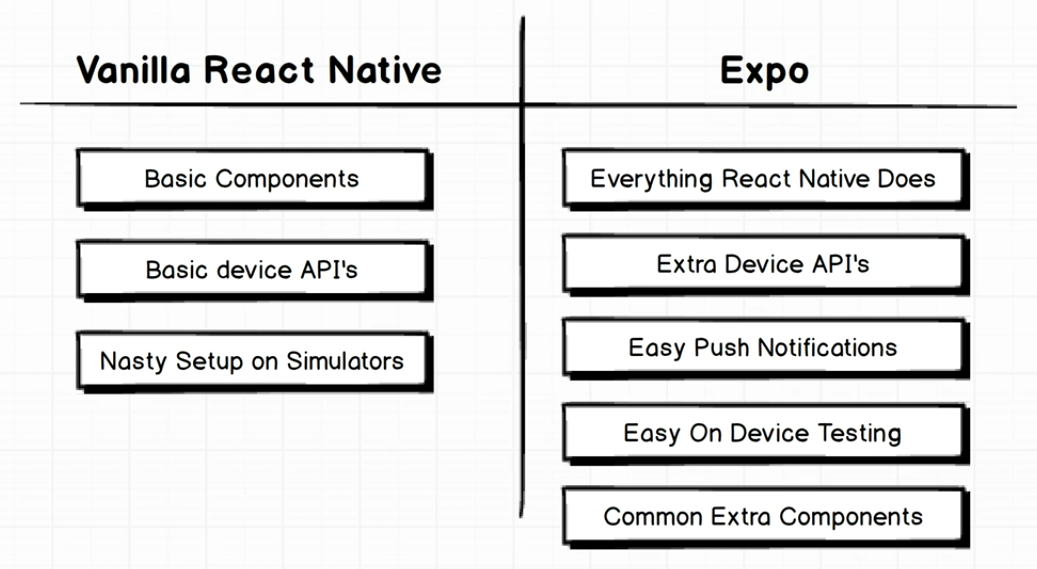 Vanilla React Native
Expo
Basic Components
Basic device API's
Nasty Setup on Simulators
Everything React Native Does
Extra Device API's
Easy Push Notifications
Easy On Device Testing
Common Extra Components